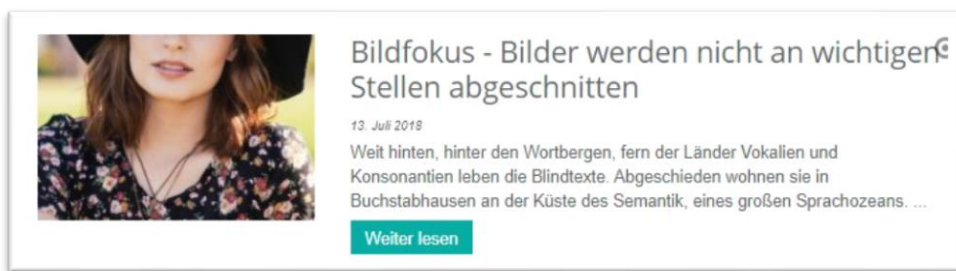 Bildfokus - Bilder werden nicht an wichtigen
Stellen abgeschnitten
13. Juli 2018
Weit hinten, hinter den Wortbergen, fern der Länder Vokalien und
Konsonantien leben die Blindtexte. Abgeschieden wohnen sie in
Buchstabhausen an der Küste des Semantik, eines großen Sprachozeans. ...
Weiter lesen